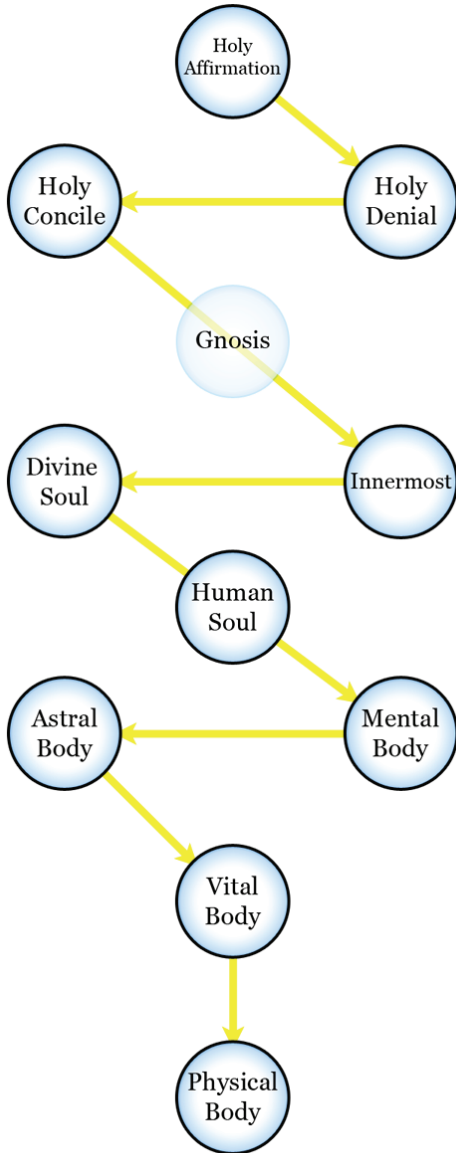 Holy
Affirmation
Holy
Concile
Holy
Denial
Gnosis
Divine
Soul
Innermost
Human
Soul
Astral
Body
Mental
Body
Vital
Body
Physical
Body